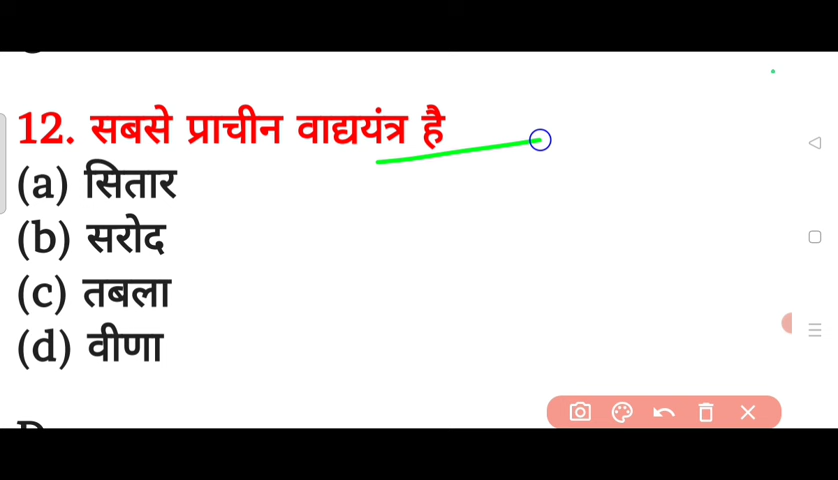 12. सबसे प्राचीन वाद्ययंत्र है
(a) सितार
(b) सरोद
(c) तबला
(d) वीणा